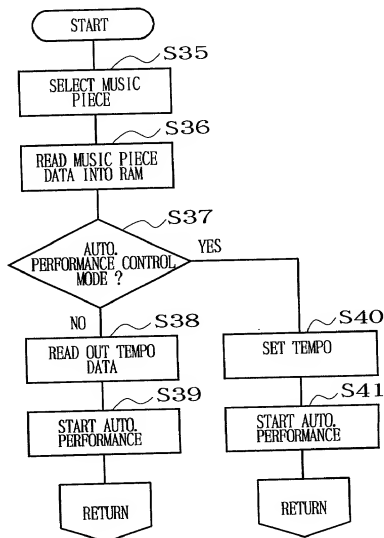 START
S35
SELECT MUSIC
PIECE
S36
READ MUSIC PIECE
DATA INTO RAM
S37
AUTO.
PERFORMANCE CONTROL
MODE ?
YES
NO
S38
READ OUT TEMPO
DATA
S39
START AUTO.
PERFORMANCE
RETURN
S40
SET TEMPO
S41
START AUTO.
PERFORMANCE
RETURN